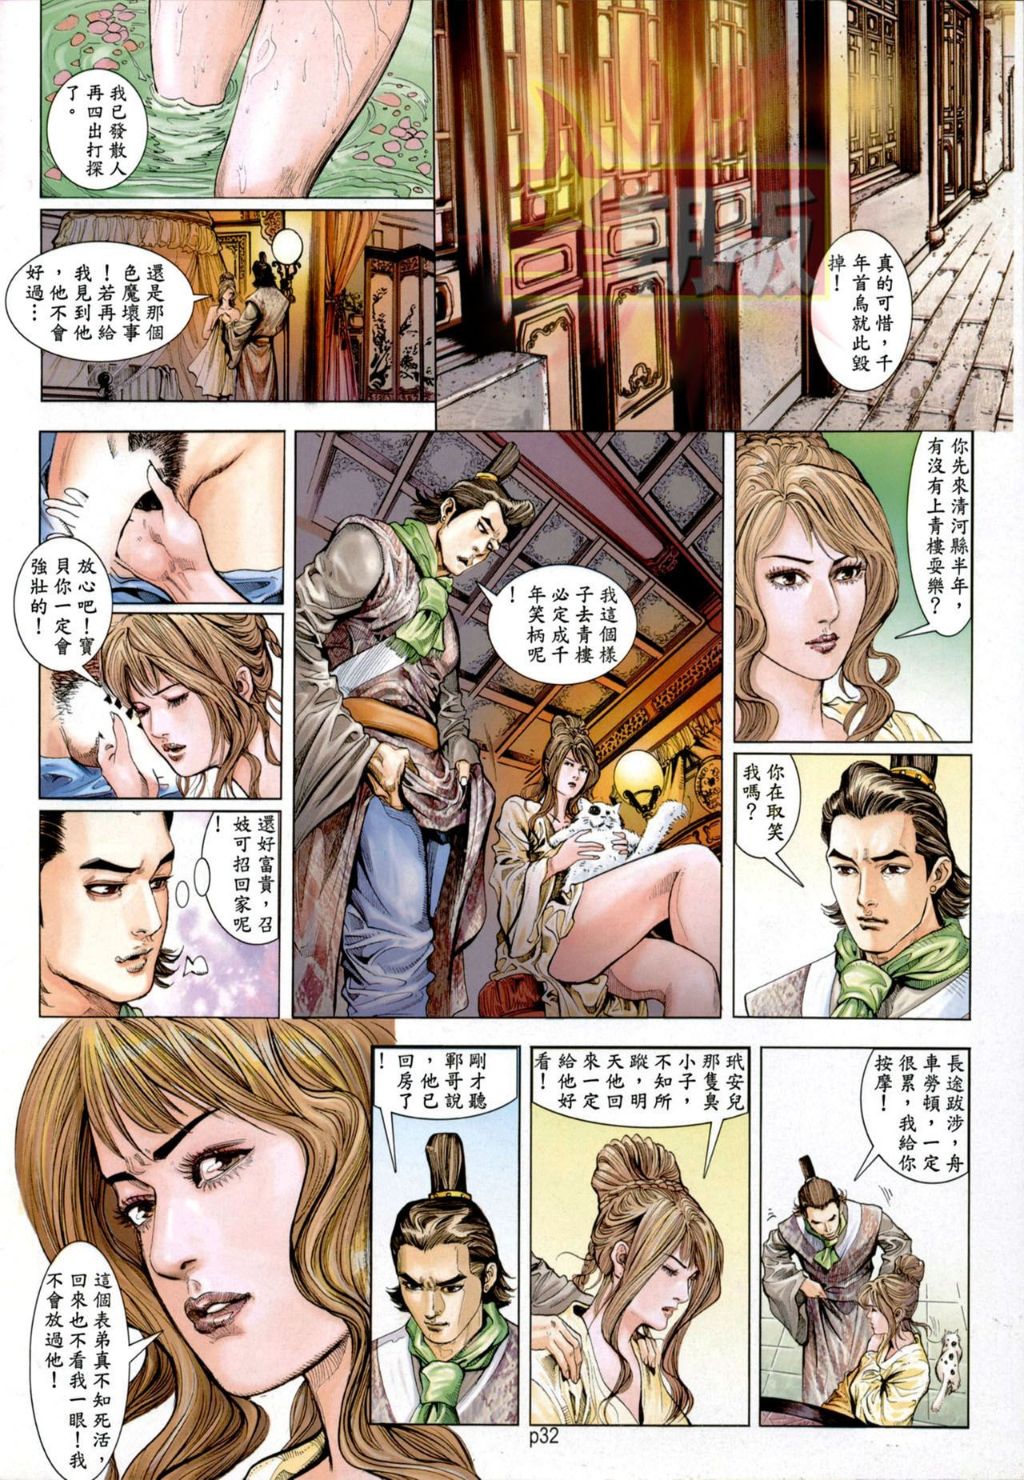 真的可惜，千
年首烏就此毀
掉！
我已發散人
再四出打探
了。
還是那個
色魔壞事
！若再給
我見到他
，他不會
好過…
你先來清河縣半年，
有沒有上青樓耍樂？
我這個樣
子去青樓
必定成千
年笑柄呢
！
放心吧！寶
貝你一定會
強壯的！
你在取笑
我嗎？
還好富貴，召
妓可招回家呢
！
長途跋涉，舟
車勞頓，一定
很累，我給你
按摩！
玳安兒
那隻臭
小子，
不知所
蹤，明
天他回
來一定
給他好
看！
剛才聽
鄆哥說
，他已
回房了
！
這個表弟真不知死活，
回來也不看我一眼！我
不會放過他！
p32